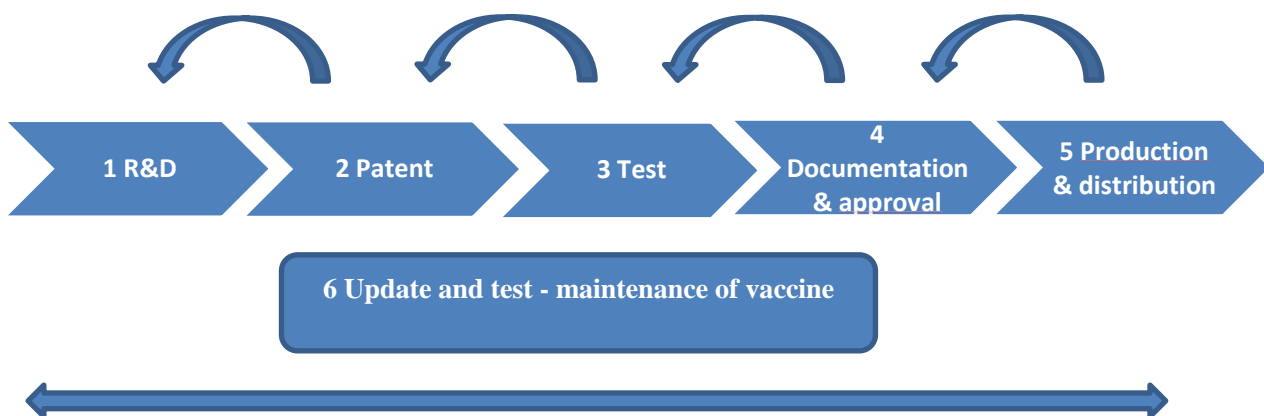 1 R&D
2 Patent
3 Test
4
Documentation
& approval
5 Production
& distribution
6 Update and test - maintenance of vaccine